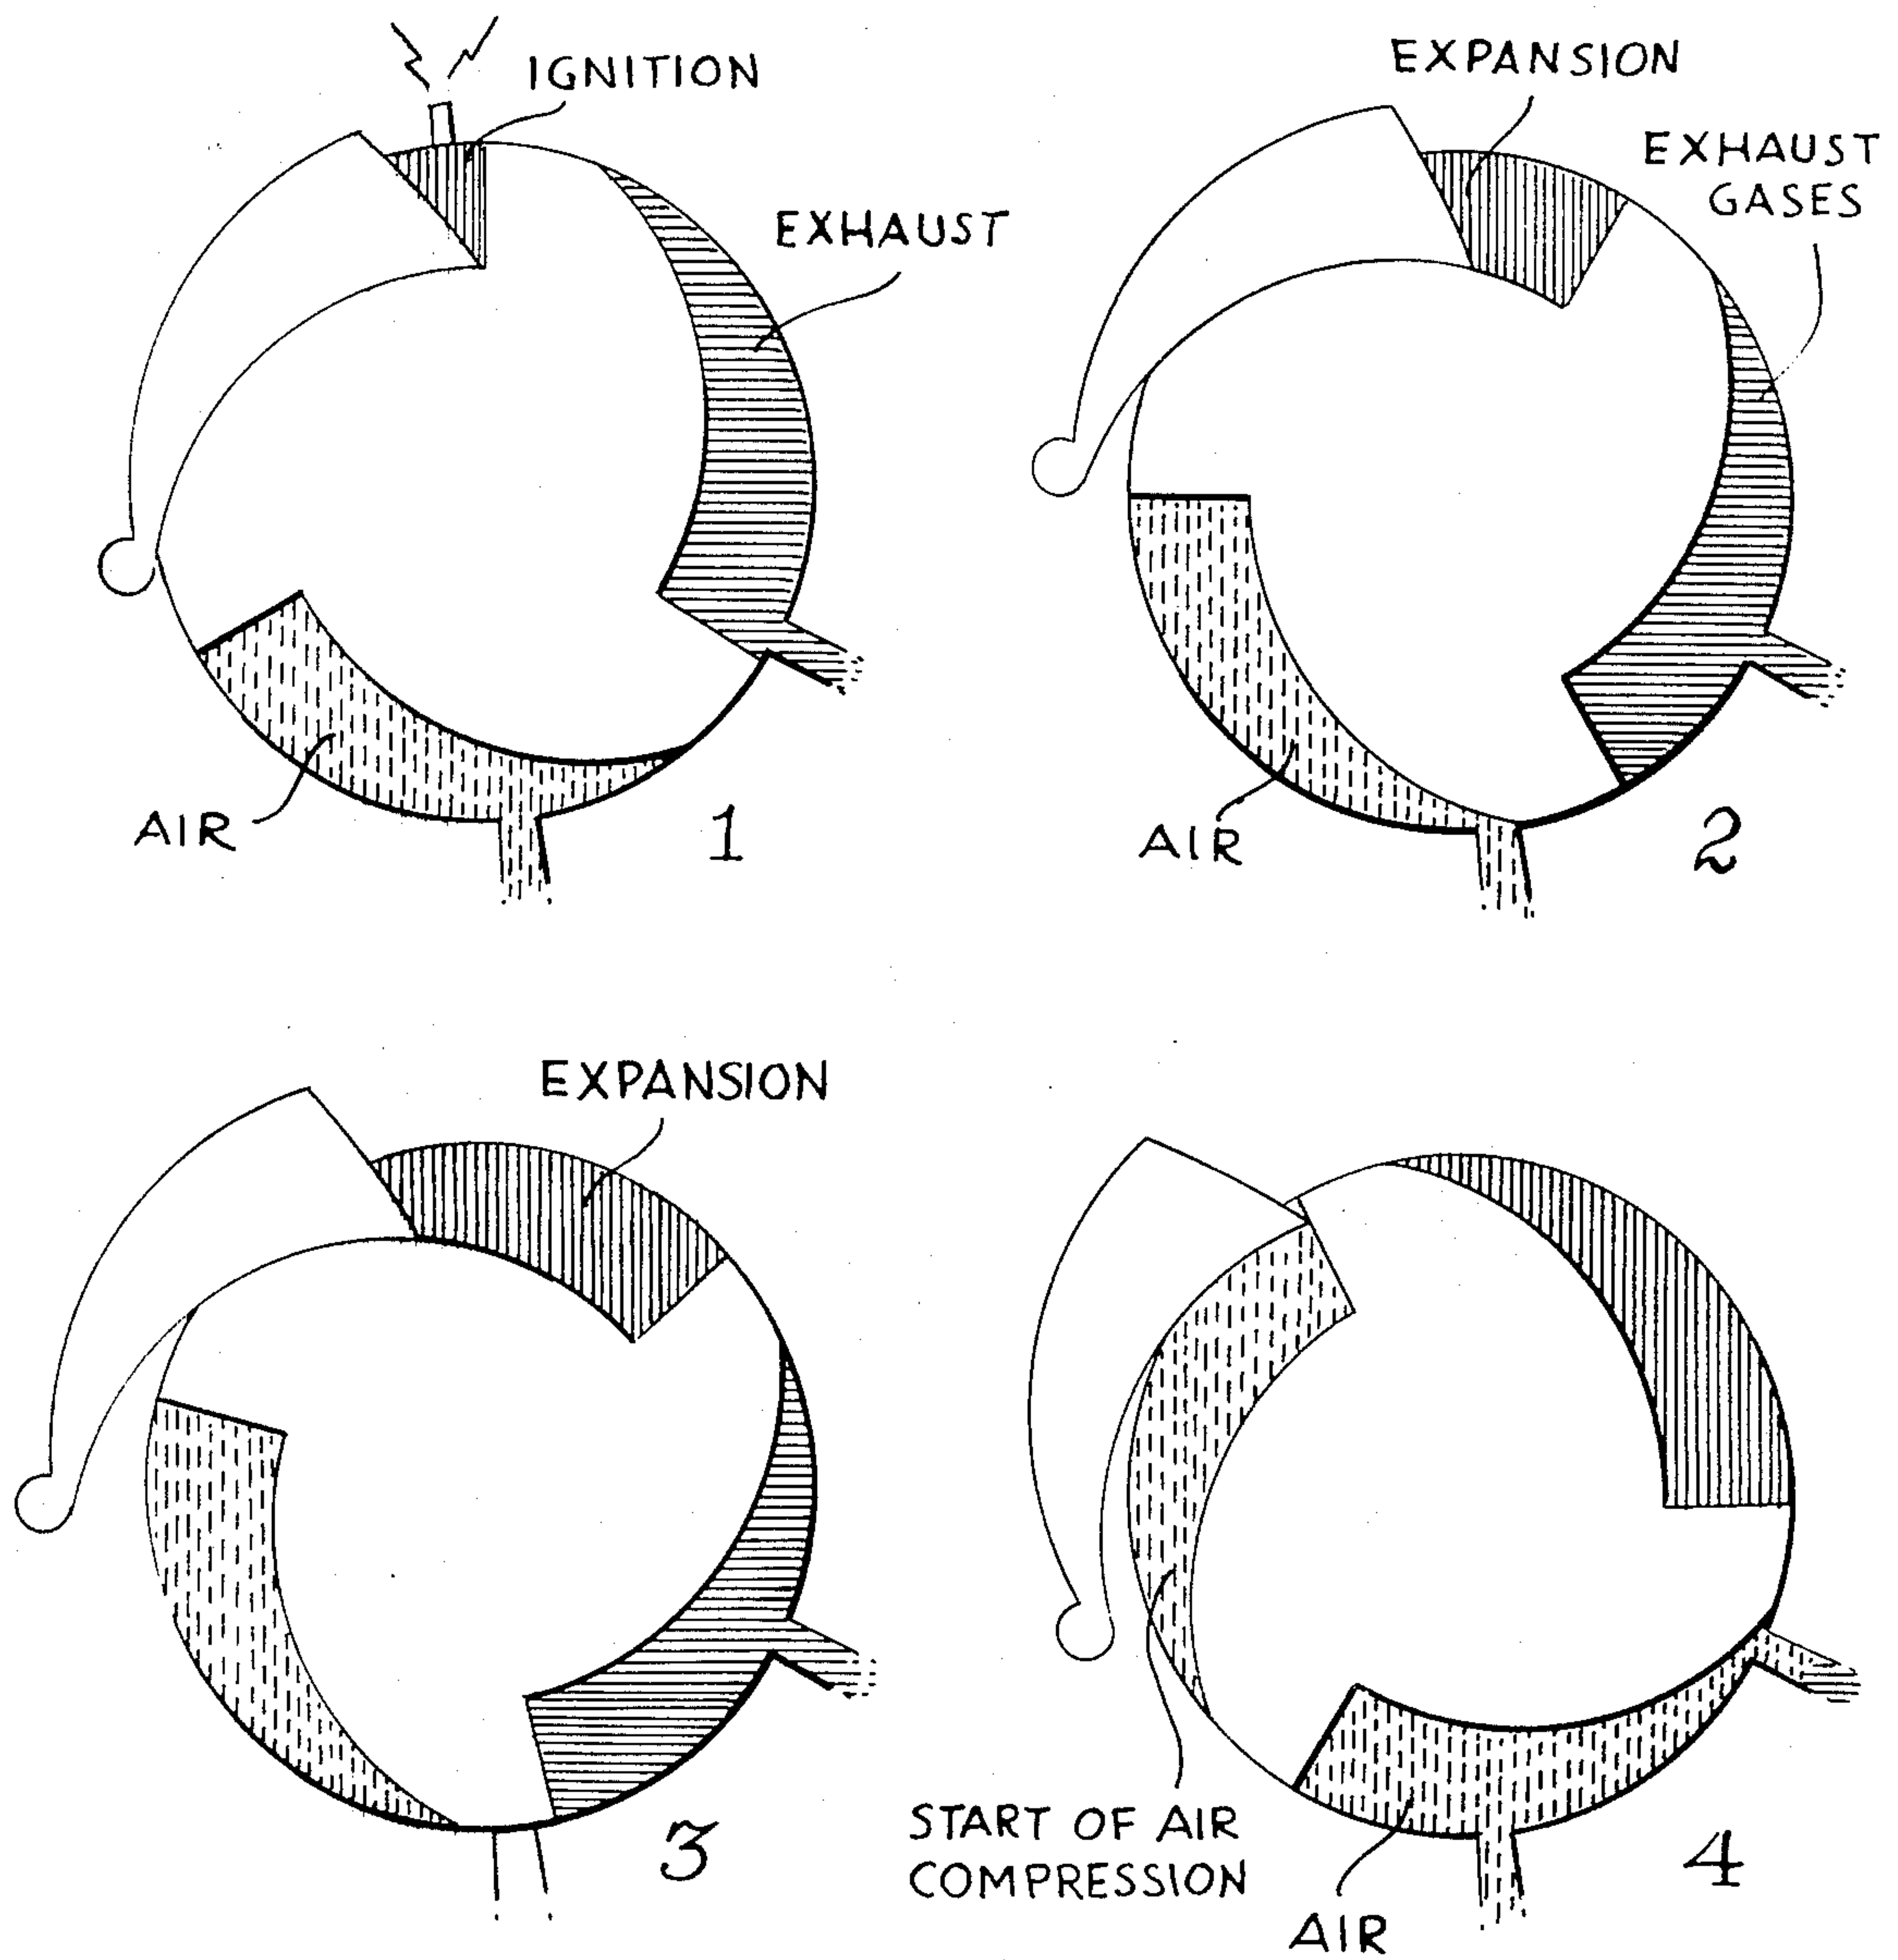 IGNITION
EXHAUST
AIR
1
EXPANSION
EXHAUST
GASES
AIR
2
EXPANSION
3
START OF AIR
COMPRESSION
AIR
4